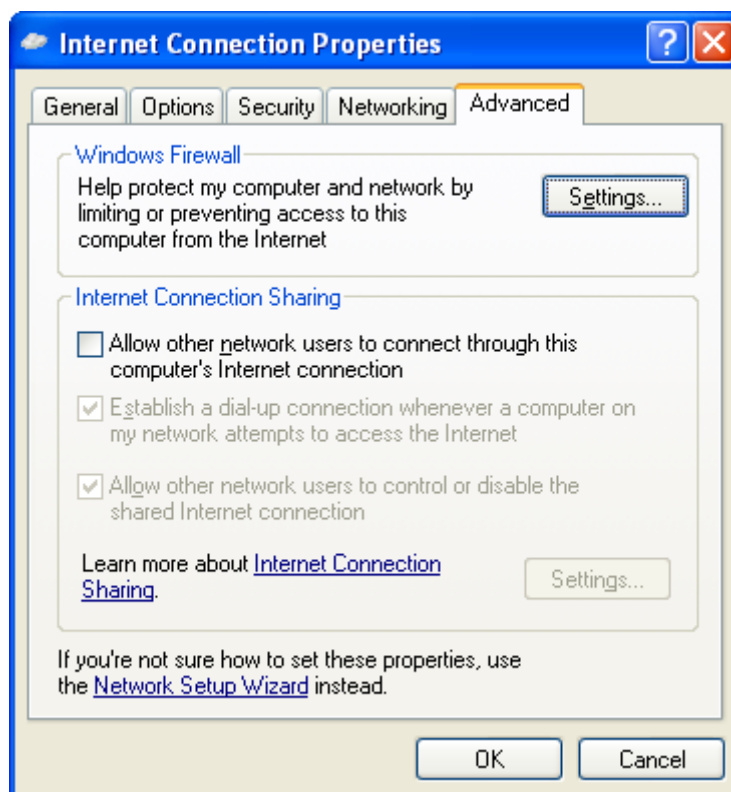 Internet Connection Properties
General Options Security Networking Advanced
Windows Firewall
Help protect my computer and network by
limiting or preventing access to this
computer from the Internet
Settings...
Internet Connection Sharing
Allow other network users to connect through this
computer's Internet connection
Establish a dial-up connection whenever a computer on
my network attempts to access the Internet
Allow other network users to control or disable the
shared Internet connection
Learn more about Internet Connection
Sharing.
Settings...
If you're not sure how to set these properties, use
the Network Setup Wizard instead.
OK Cancel